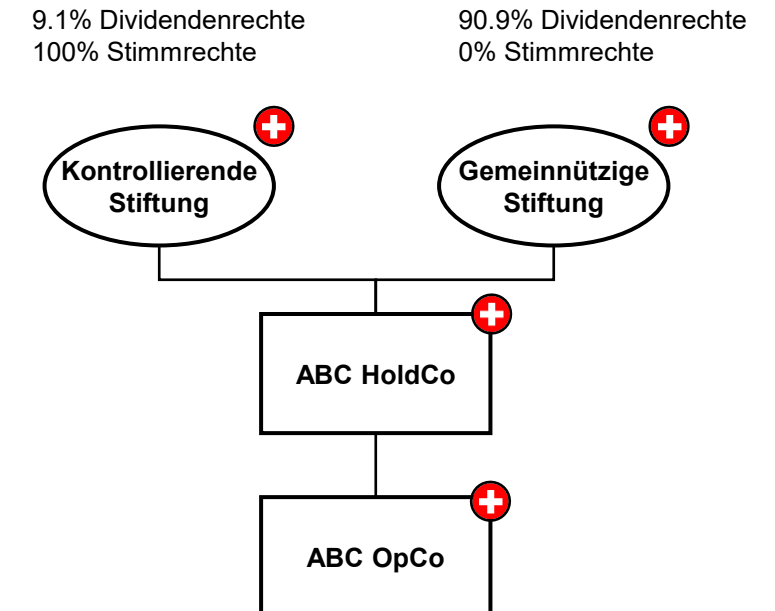 9.1% Dividendenrechte
100% Stimmrechte
90.9% Dividendenrechte
0% Stimmrechte
Kontrollierende
Stiftung
Gemeinnützige
Stiftung
ABC HoldCo
ABC OpCo